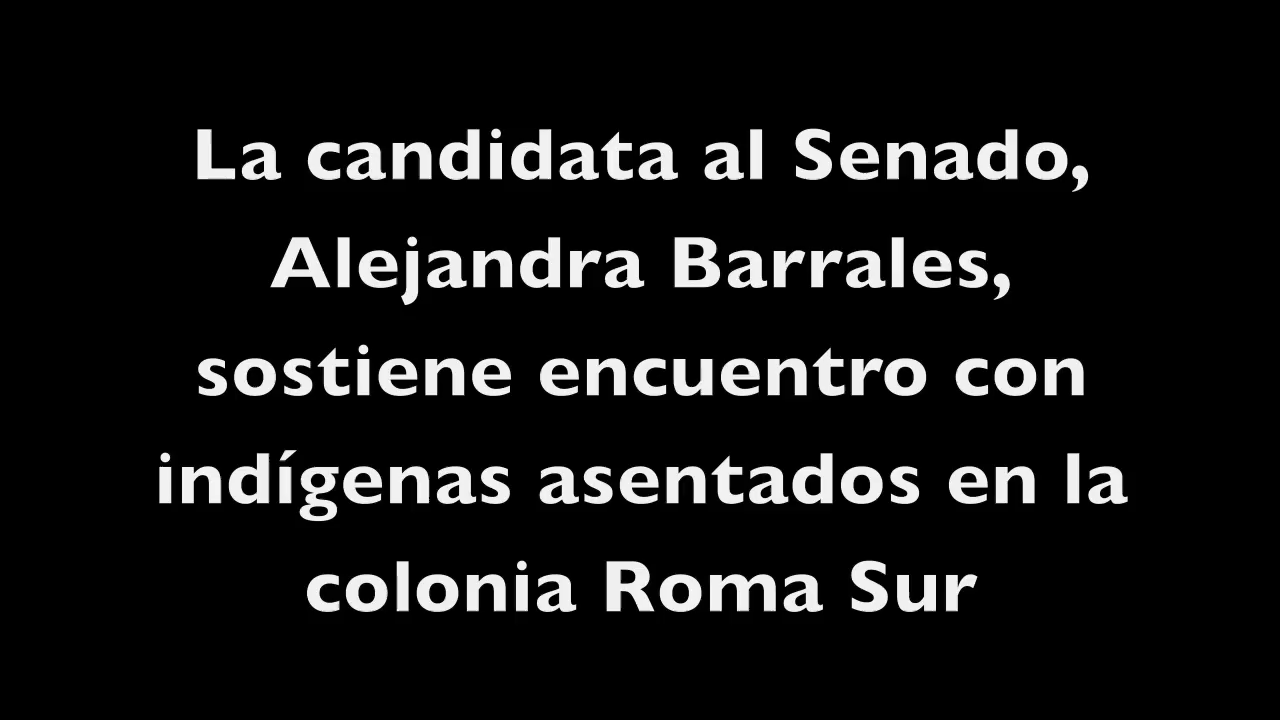 La candidata al Senado,
Alejandra Barrales,
sostiene encuentro con
indígenas asentados en la
colonia Roma Sur